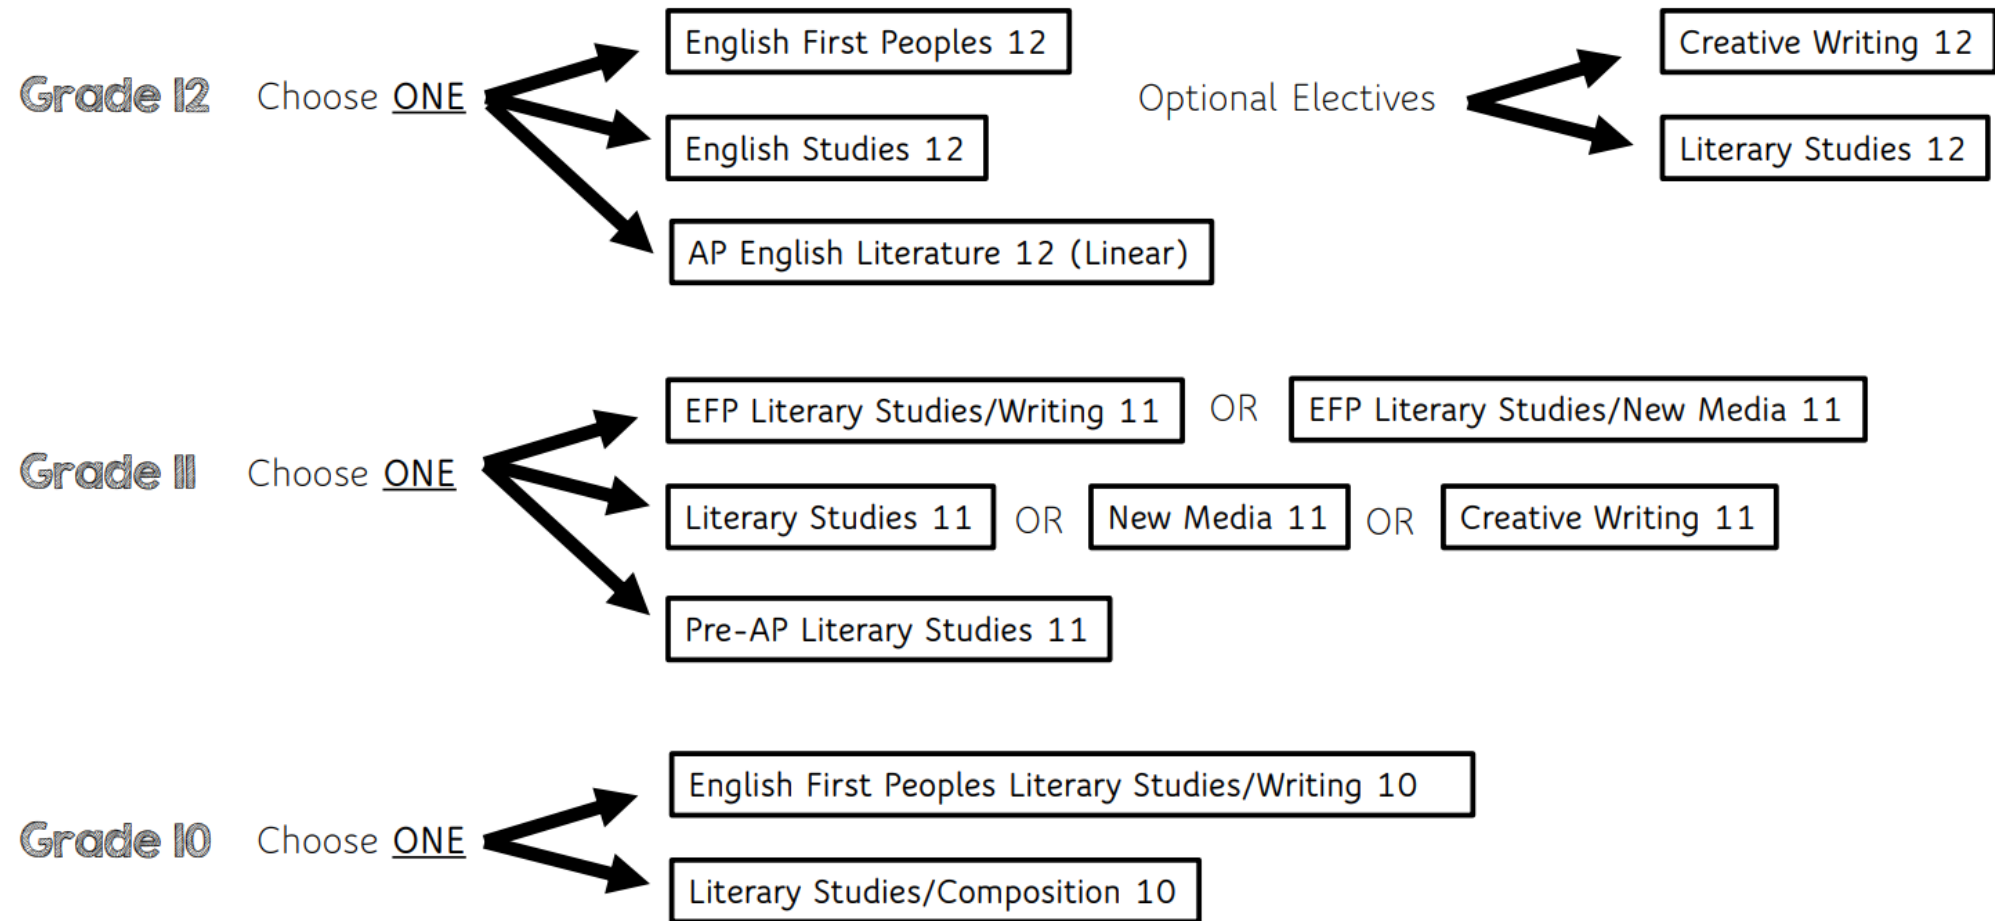 English First Peoples 12
Creative Writing 12
Grade 12 Choose ONE
Optional Electives
English Studies 12
Literary Studies 12
AP English Literature 12 (Linear)
EFP Literary Studies/Writing 11 OR EFP Literary Studies/New Media 11
Grade 11 Choose ONE
Literary Studies 11 OR New Media 11 OR Creative Writing 11
Pre-AP Literary Studies 11
English First Peoples Literary Studies/Writing 10
Grade 10 Choose ONE
Literary Studies/Composition 10